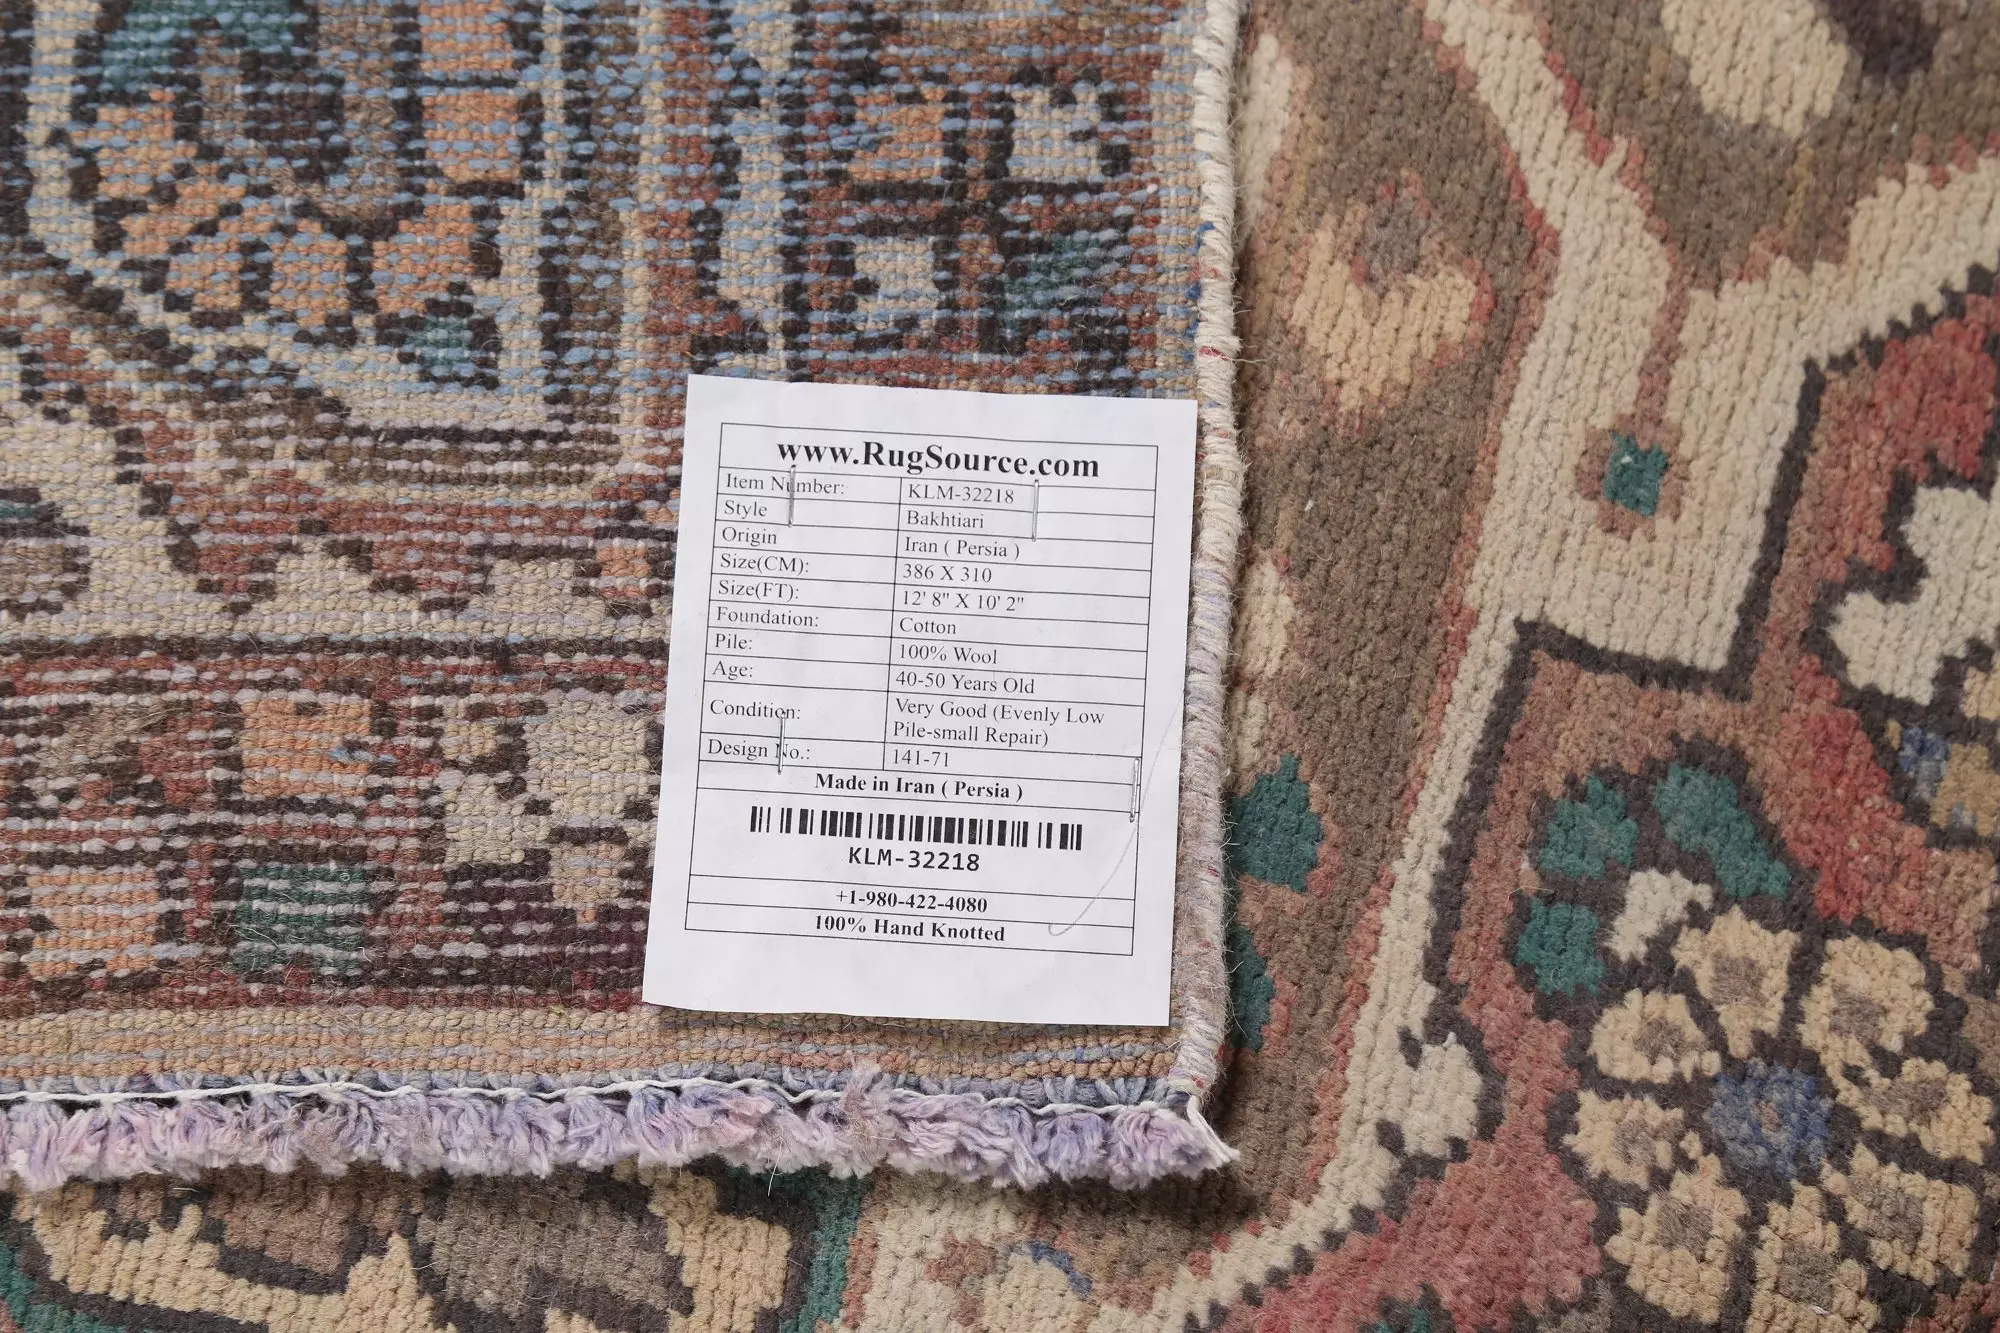 www.RugSource.com
Item Number: KLM-32218
Style Bakhtiari
Origin Iran ( Persia )
Size(CM): 386 X 310
Size(FT): 12' 8" X 10' 2"
Foundation: Cotton
Pile: 100% Wool
Age: 40-50 Years Old
Condition: Very Good (Evenly Low
Pile-small Repair)
Design No.: 141-71
Made in Iran ( Persia )
KLM-32218
+1-980-422-4080
100% Hand Knotted